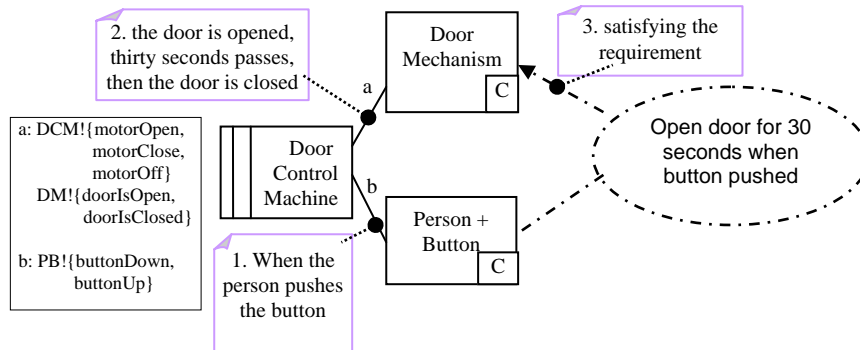 2. the door is opened,
thirty seconds passes,
then the door is closed
Door
Mechanism
C
3. satisfying the
requirement
a
a: DCM!{motorOpen,
motorClose,
motorOff}
DM!{doorIsOpen,
doorIsClosed}
b: PB!{buttonDown,
buttonUp}
Door
Control
Machine
Open door for 30
seconds when
button pushed
b
Person +
Button
C
1. When the
person pushes
the button